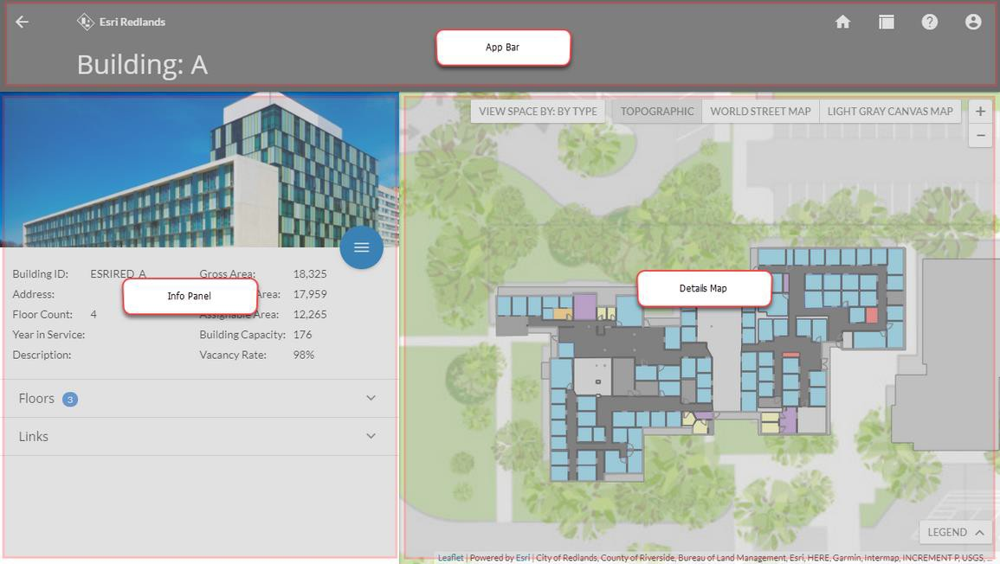 Esri Redlands
App Bar
Building: A
VIEW SPACE BY: BY TYPE TOPOGRAPHIC WORLD STREET MAP LIGHT GRAY CANVAS MAP +
−
Building ID: ESRIRED_A Gross Area: 18,325
Address: Area: 17,959
Info Panel
Details Map
Floor Count: 4 Assignable Area: 12,265
Year in Service: Building Capacity: 176
Description: Vacancy Rate: 98%
Floors 3
Links
LEGEND
Leaflet | Powered by Esri | City of Redlands, County of Riverside, Bureau of Land Management, Esri, HERE, Garmin, Intermap, INCREMENT P, USGS, ...